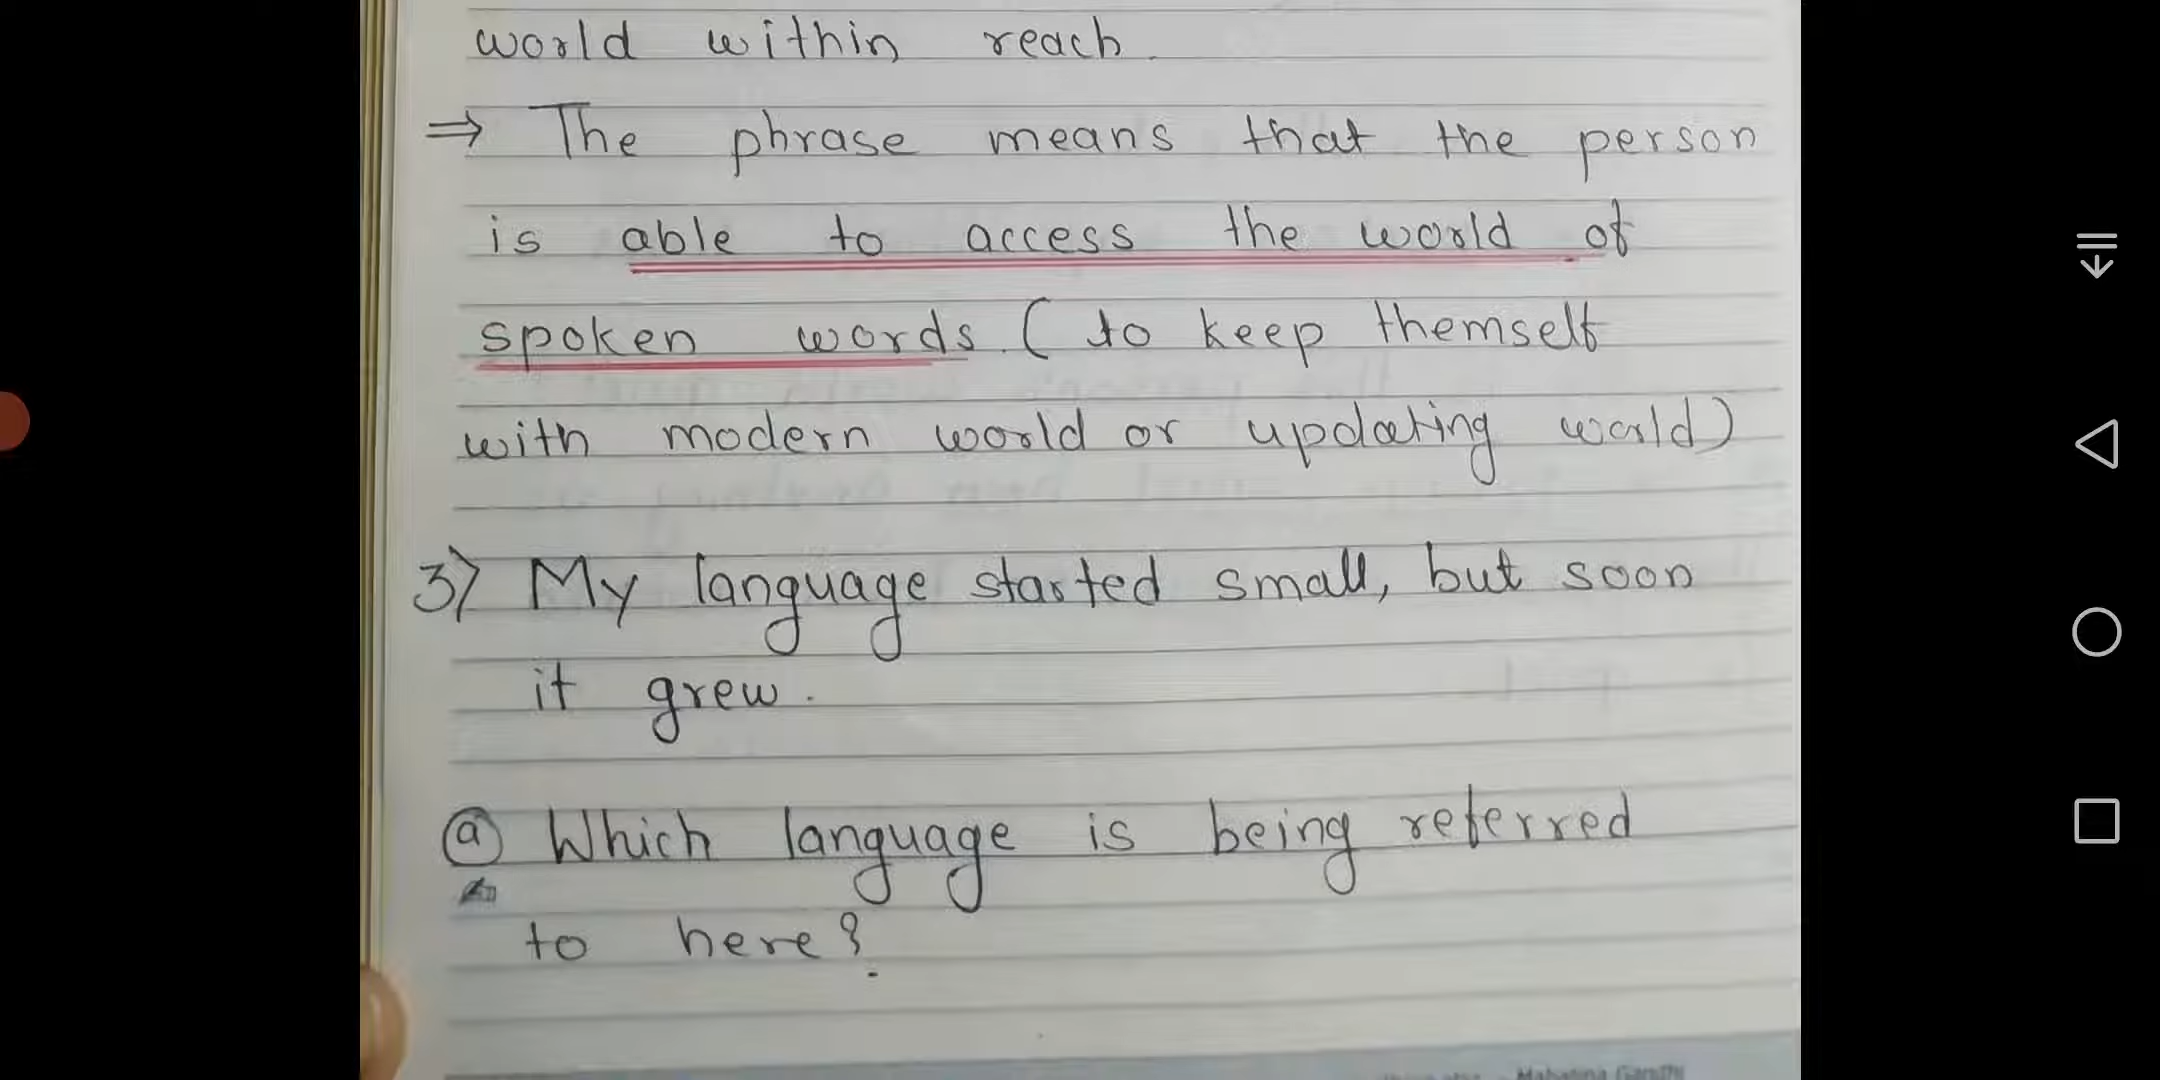 world within reach.
⇒ The phrase means that the person
is able to access the world of
spoken words. ( to keep themself
with modern world or updating world)
3) My language started small, but soon
it grew.
ⓐ Which language is being referred
to here?
- Mahatma Gandhi